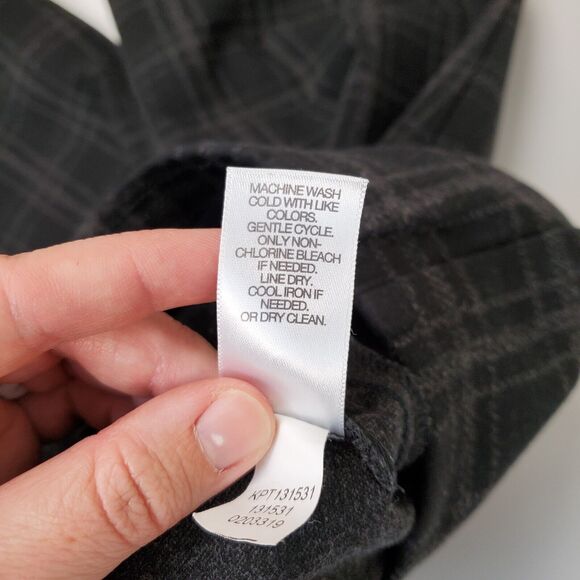 MACHINE WASH
COLD WITH LIKE
COLORS.
GENTLE CYCLE.
ONLY NON-
CHLORINE BLEACH
IF NEEDED.
LINE DRY.
COOL IRON IF
NEEDED.
OR DRY CLEAN.
KPT131531
131531
0203319